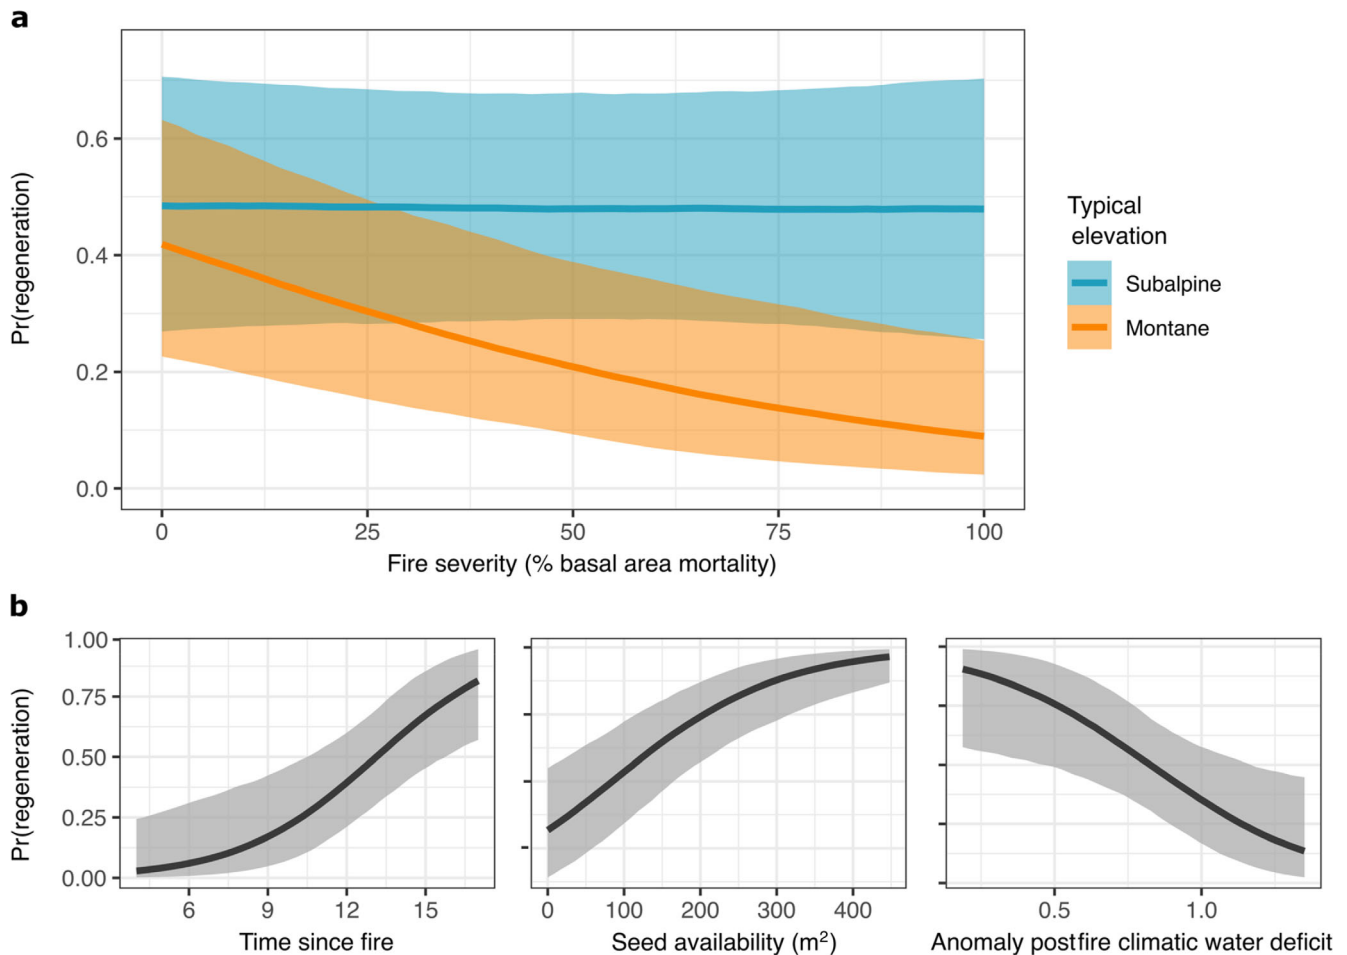 a
Pr(regeneration)
0.6
0.4
0.2
0.0
0
25
50
75
100
Fire severity (% basal area mortality)
Typical
elevation
Subalpine
Montane
b
Pr(regeneration)
1.00
0.75
0.50
0.25
0.00
6
9
12
15
Time since fire
0
100
200
300
400
Seed availability (m²)
0.5
1.0
Anomaly postfire climatic water deficit